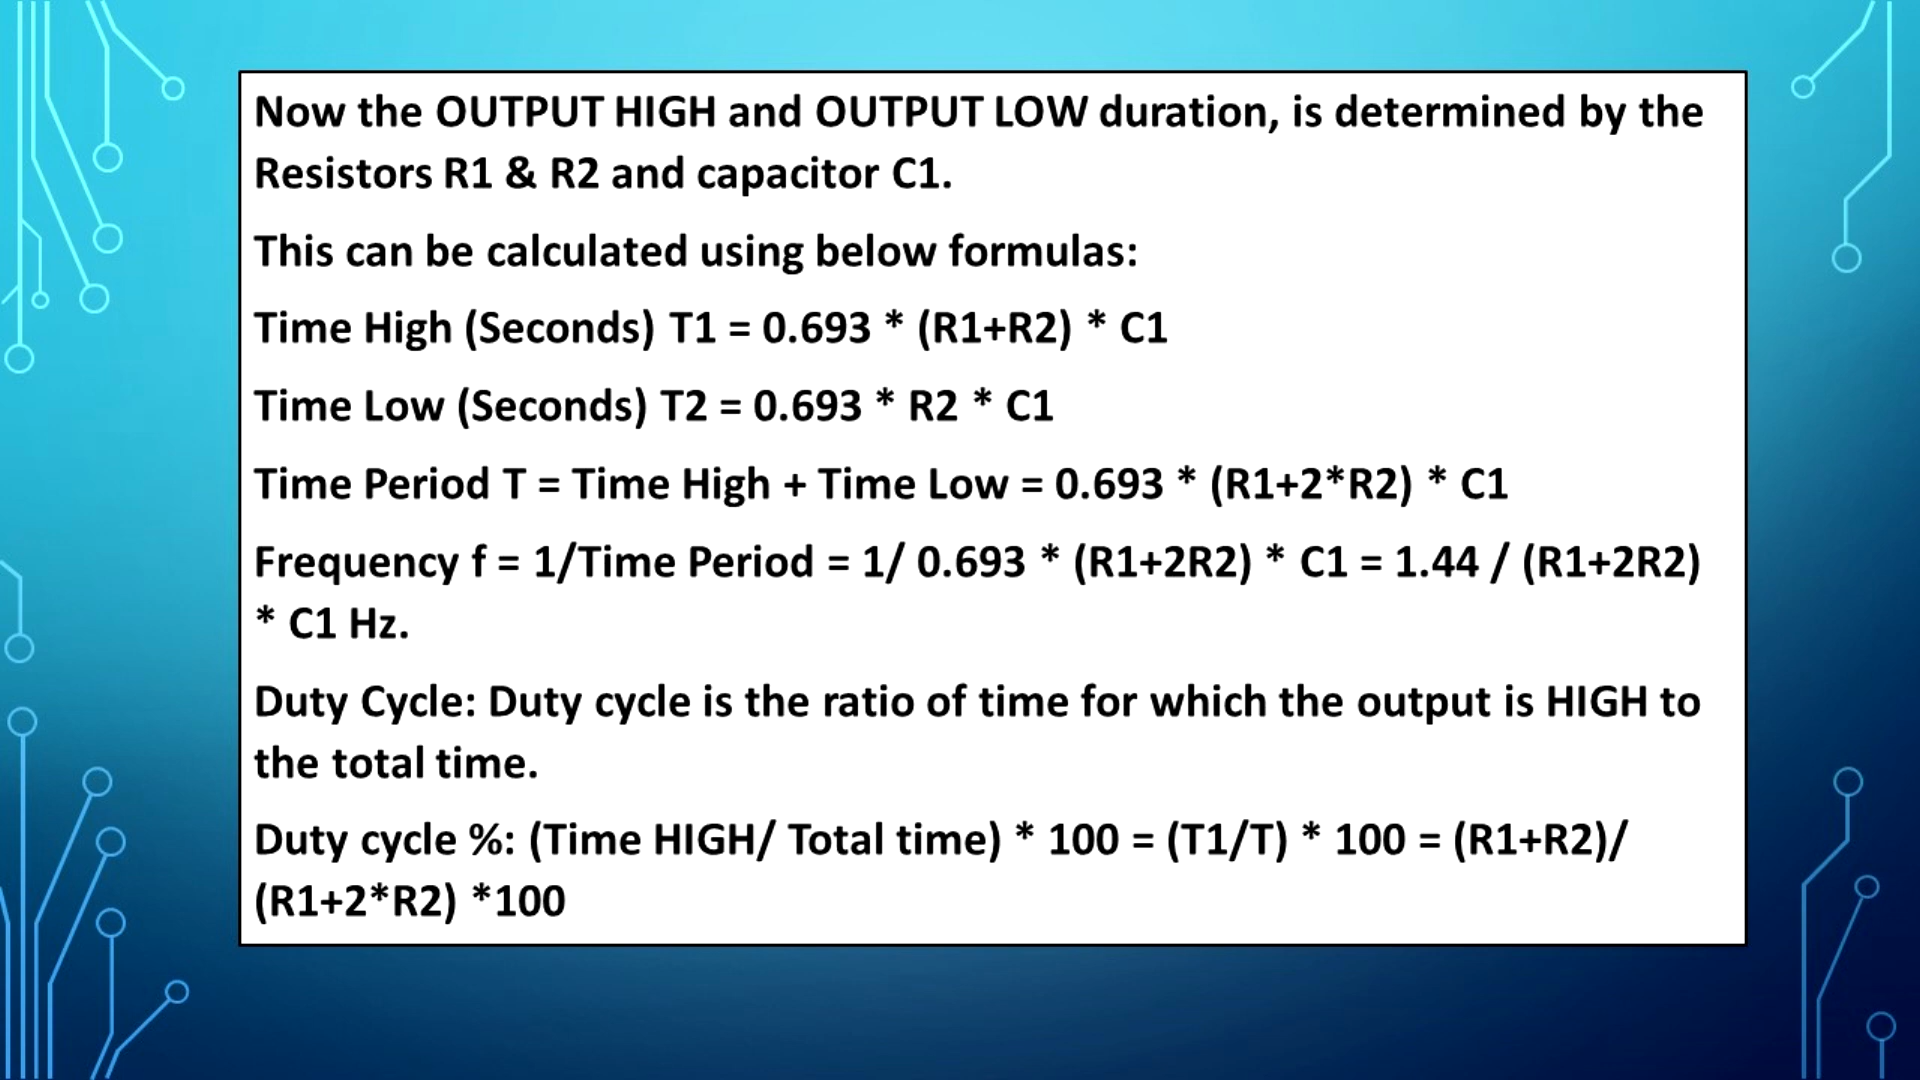 Now the OUTPUT HIGH and OUTPUT LOW duration, is determined by the
Resistors R1 & R2 and capacitor C1.
This can be calculated using below formulas:
Time High (Seconds) T1 = 0.693 * (R1+R2) * C1
Time Low (Seconds) T2 = 0.693 * R2 * C1
Time Period T = Time High + Time Low = 0.693 * (R1+2*R2) * C1
Frequency f = 1/Time Period = 1/ 0.693 * (R1+2R2) * C1 = 1.44 / (R1+2R2)
* C1 Hz.
Duty Cycle: Duty cycle is the ratio of time for which the output is HIGH to
the total time.
Duty cycle %: (Time HIGH/ Total time) * 100 = (T1/T) * 100 = (R1+R2)/
(R1+2*R2) *100